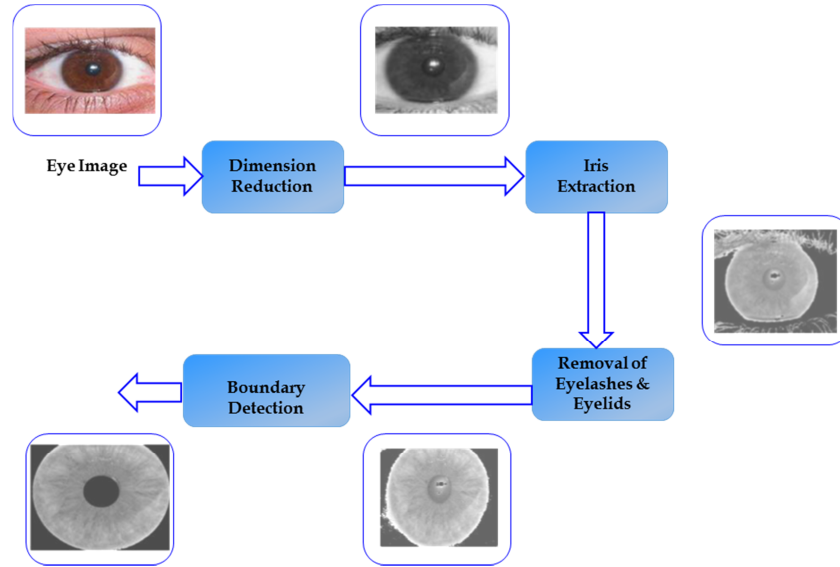 Eye Image
Dimension
Reduction
Iris
Extraction
Removal of
Eyelashes &
Eyelids
Boundary
Detection